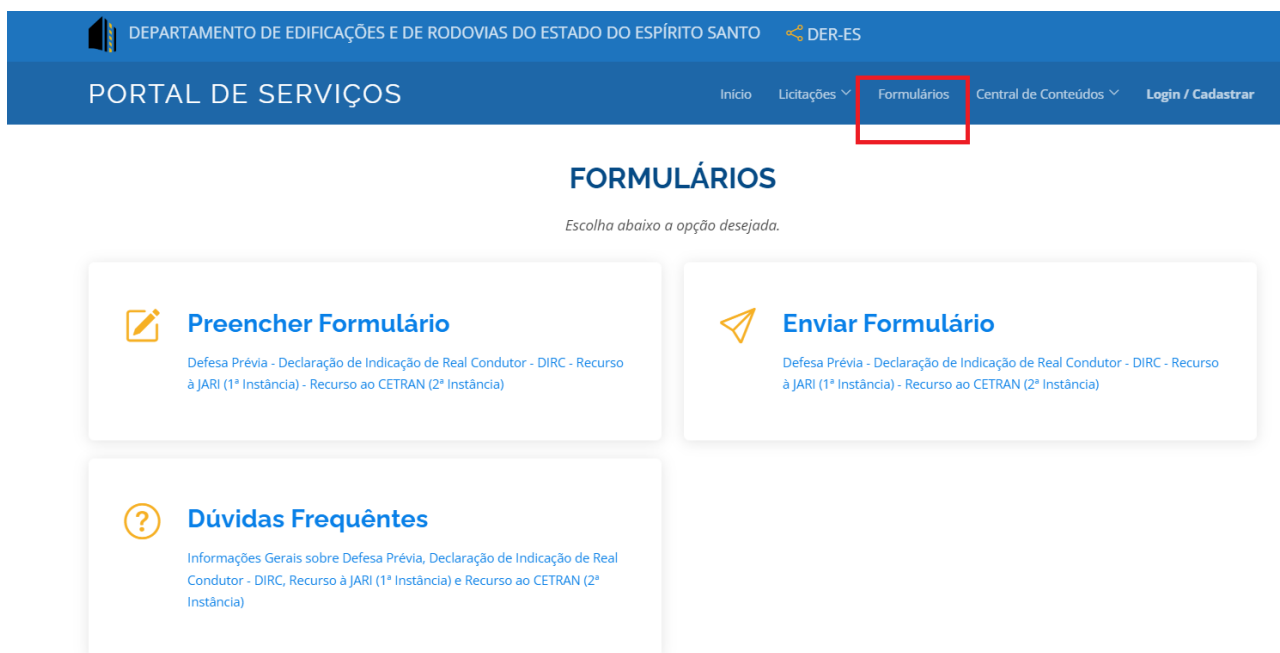 DEPARTAMENTO DE EDIFICAÇÕES E DE RODOVIAS DO ESTADO DO ESPÍRITO SANTO DER-ES
PORTAL DE SERVIÇOS Início Licitações Formulários Central de Conteúdos Login / Cadastrar
FORMULÁRIOS
Escolha abaixo a opção desejada.
Preencher Formulário
Defesa Prévia - Declaração de Indicação de Real Condutor - DIRC - Recurso
à JARI (1ª Instância) - Recurso ao CETRAN (2ª Instância)
Enviar Formulário
Defesa Prévia - Declaração de Indicação de Real Condutor - DIRC - Recurso
à JARI (1ª Instância) - Recurso ao CETRAN (2ª Instância)
Dúvidas Frequêntes
Informações Gerais sobre Defesa Prévia, Declaração de Indicação de Real
Condutor - DIRC, Recurso à JARI (1ª Instância) e Recurso ao CETRAN (2ª
Instância)